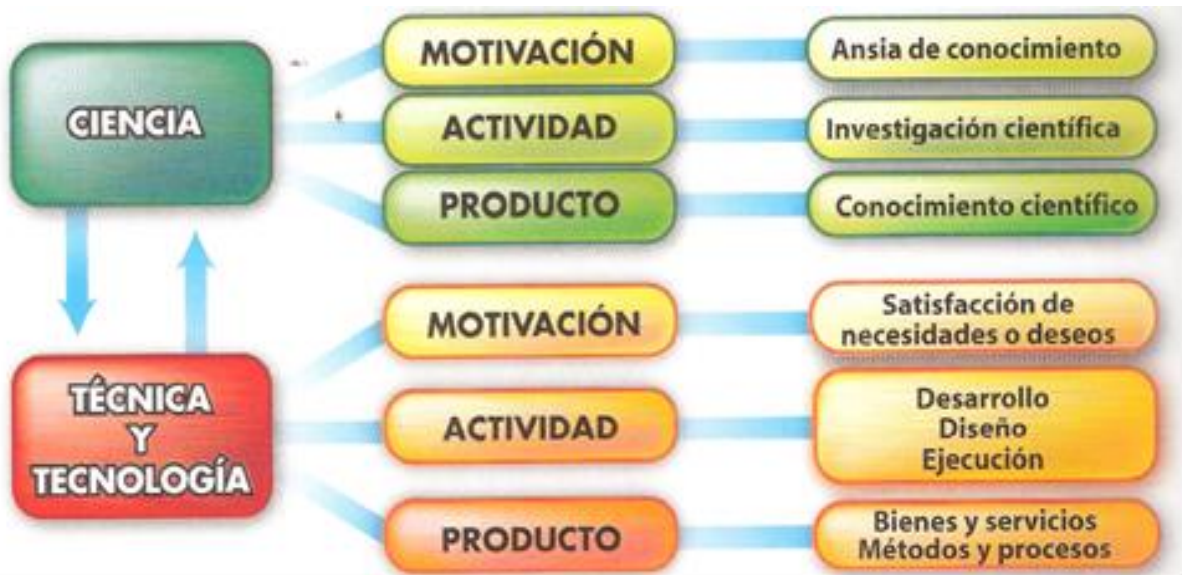 CIENCIA
MOTIVACIÓN
Ansia de conocimiento
ACTIVIDAD
Investigación científica
PRODUCTO
Conocimiento científico
TÉCNICA
Y
TECNOLOGÍA
MOTIVACIÓN
Satisfacción de
necesidades o deseos
ACTIVIDAD
Desarrollo
Diseño
Ejecución
PRODUCTO
Bienes y servicios
Métodos y procesos